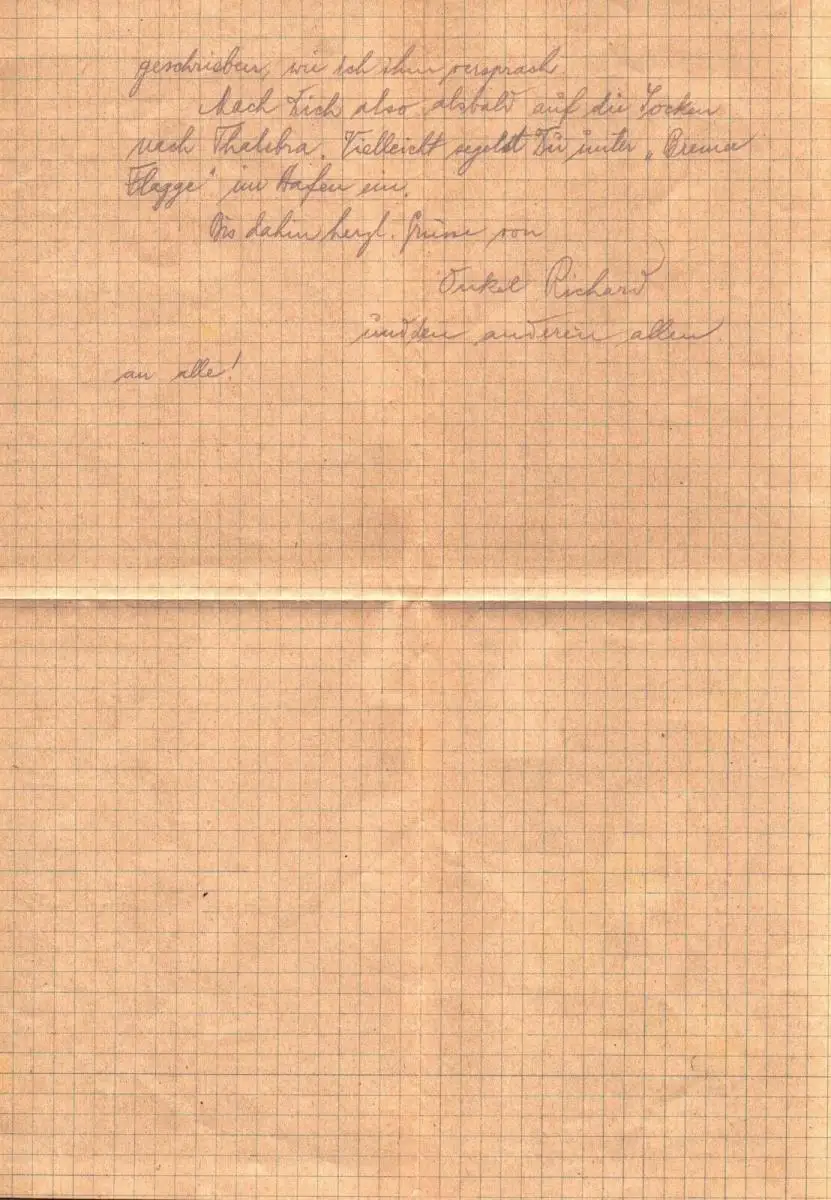 geschrieben, wie ich ihm versprach.
Mach Dich also alsbald auf die Socken
nach Thalebra. Vielleicht segelst Du unter „Bremer
Flagge" im Hafen ein.
Bis dahin herzl. Grüsse von
Onkel Richard
und den anderen allen
an alle!